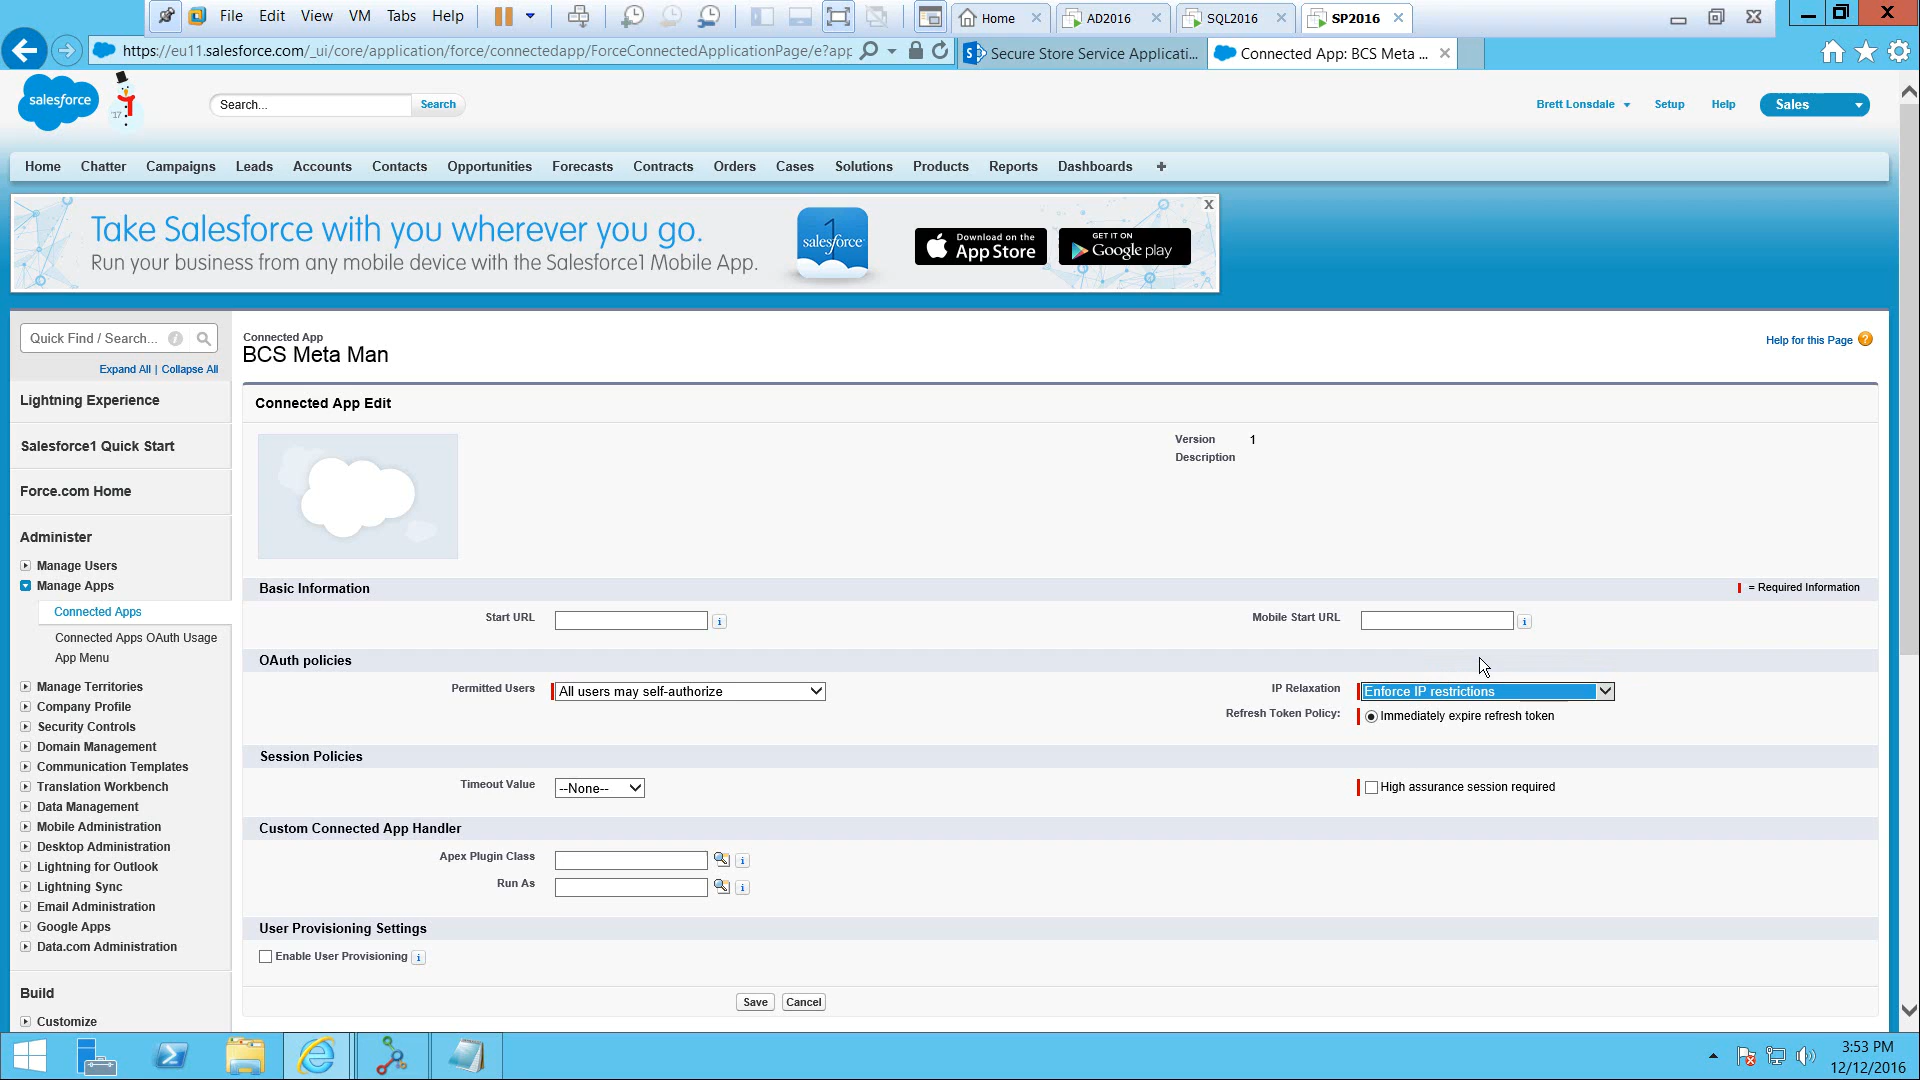 File Edit View VM Tabs Help
Home
AD2016
SQL2016
SP2016
https://eu11.salesforce.com/_ui/core/application/force/connectedapp/ForceConnectedApplicationPage/e?app
Secure Store Service Applicati...
Connected App: BCS Meta ...
salesforce
'17
Search...
Search
Brett Lonsdale
Setup
Help
Sales
Home
Chatter
Campaigns
Leads
Accounts
Contacts
Opportunities
Forecasts
Contracts
Orders
Cases
Solutions
Products
Reports
Dashboards
+
Take Salesforce with you wherever you go.
Run your business from any mobile device with the Salesforce1 Mobile App.
1
salesforce
Download on the
App Store
GET IT ON
Google play
X
Quick Find / Search...
Expand All | Collapse All
Lightning Experience
Salesforce1 Quick Start
Force.com Home
Administer
Manage Users
Manage Apps
Connected Apps
Connected Apps OAuth Usage
App Menu
Manage Territories
Company Profile
Security Controls
Domain Management
Communication Templates
Translation Workbench
Data Management
Mobile Administration
Desktop Administration
Lightning for Outlook
Lightning Sync
Email Administration
Google Apps
Data.com Administration
Build
Customize
Connected App
BCS Meta Man
Help for this Page
Connected App Edit
Version 1
Description
Basic Information
= Required Information
Start URL
Mobile Start URL
OAuth policies
Permitted Users All users may self-authorize
IP Relaxation Enforce IP restrictions
Refresh Token Policy: Immediately expire refresh token
Session Policies
Timeout Value --None--
High assurance session required
Custom Connected App Handler
Apex Plugin Class
Run As
User Provisioning Settings
Enable User Provisioning
Save
Cancel
3:53 PM
12/12/2016